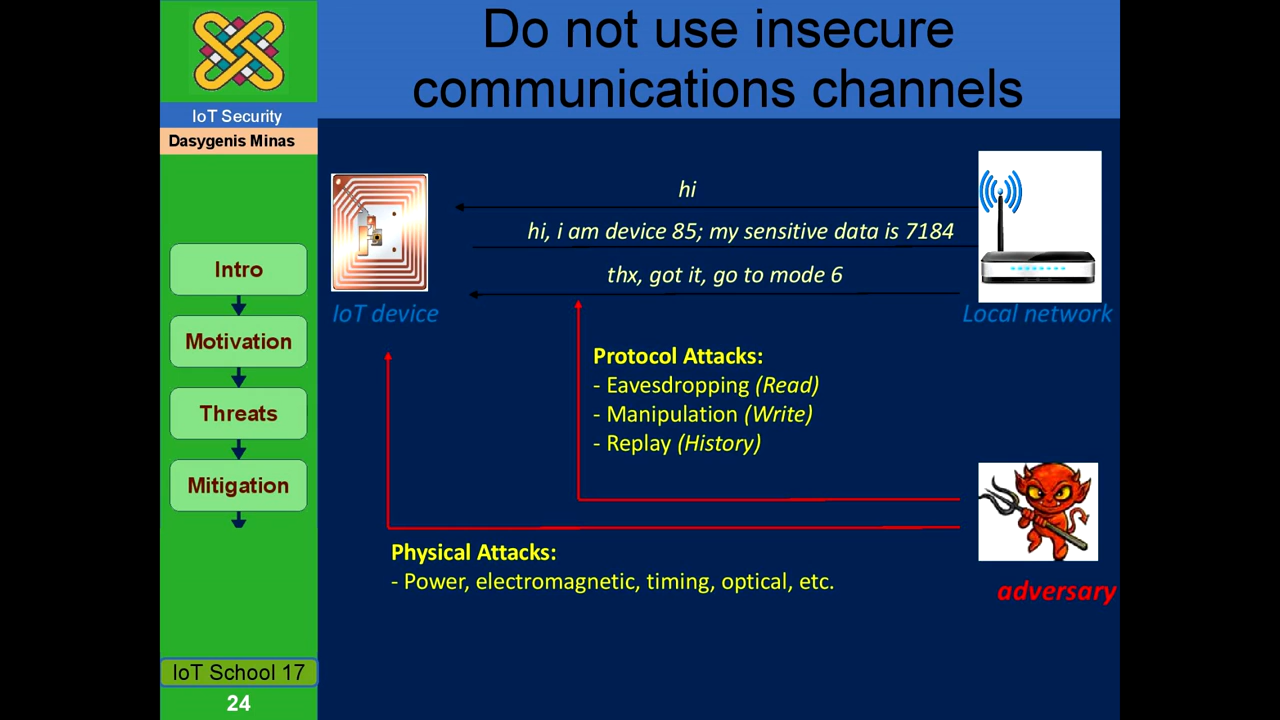 Do not use insecure
communications channels
IoT Security
Dasygenis Minas
Intro
Motivation
Threats
Mitigation
IoT School 17
24
hi
hi, i am device 85; my sensitive data is 7184
thx, got it, go to mode 6
IoT device
Local network
Protocol Attacks:
- Eavesdropping (Read)
- Manipulation (Write)
- Replay (History)
Physical Attacks:
- Power, electromagnetic, timing, optical, etc.
adversary